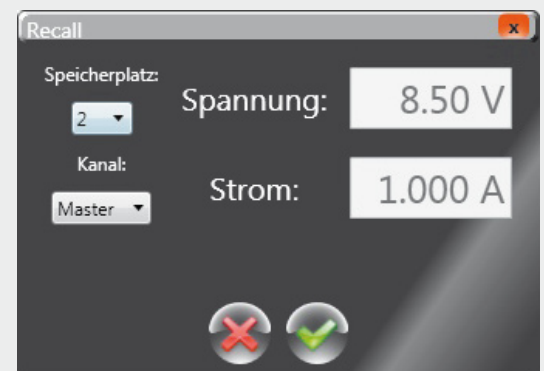 Recall
x
Speicherplatz:
2
Spannung:
8.50 V
Kanal:
Master
Strom:
1.000 A